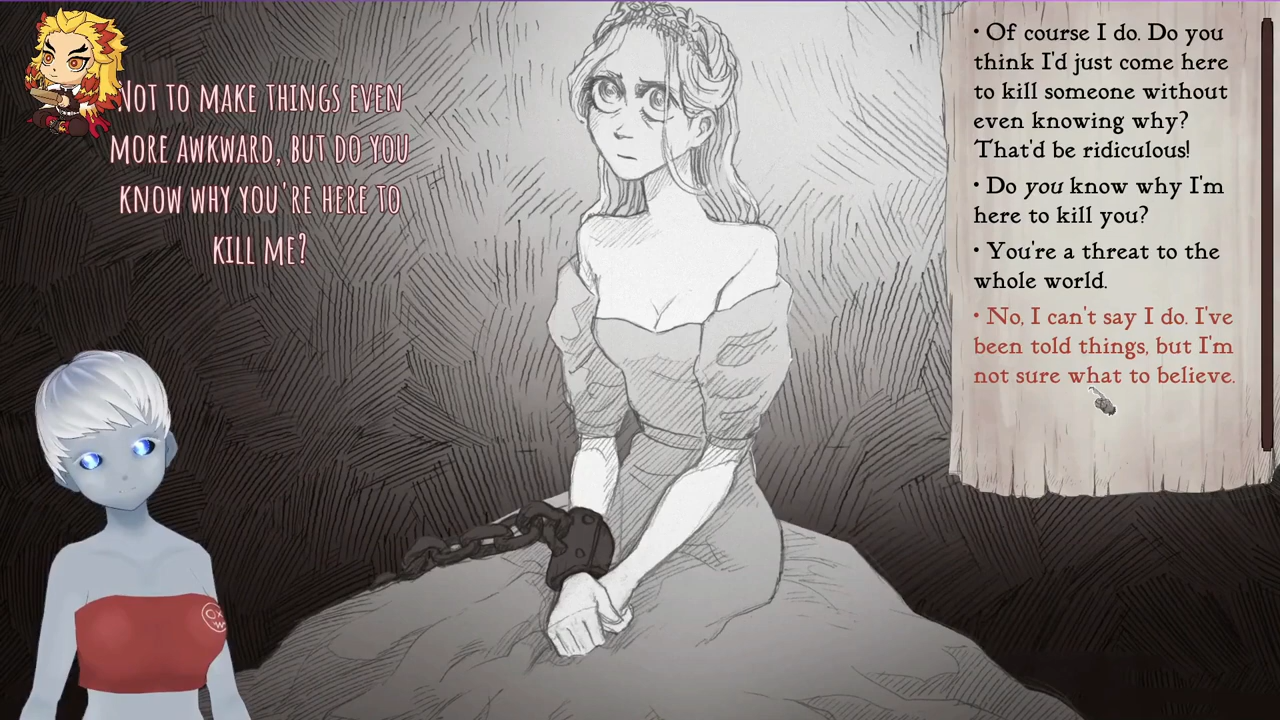 NOT TO MAKE THINGS EVEN
MORE AWKWARD, BUT DO YOU
KNOW WHY YOU'RE HERE TO
KILL ME?
• Of course I do. Do you
think I'd just come here
to kill someone without
even knowing why?
That'd be ridiculous!
• Do you know why I'm
here to kill you?
• You're a threat to the
whole world.
• No, I can't say I do. I've
been told things, but I'm
not sure what to believe.